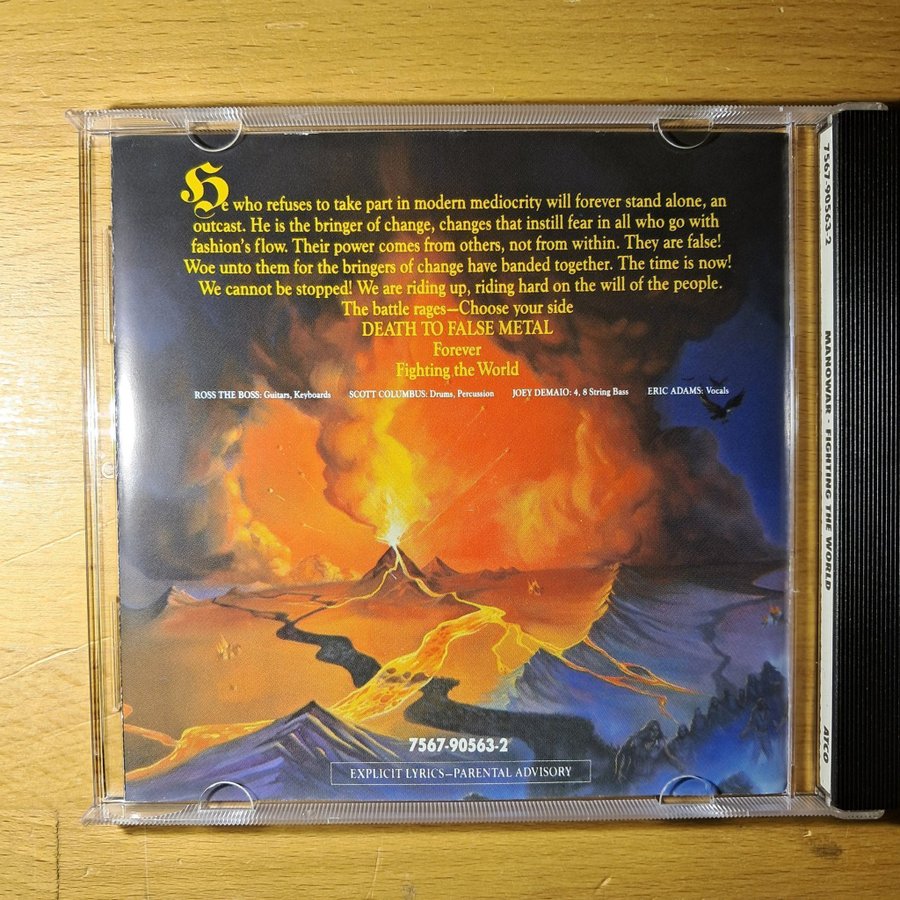 He who refuses to take part in modern mediocrity will forever stand alone, an
outcast. He is the bringer of change, changes that instill fear in all who go with
fashion's flow. Their power comes from others, not from within. They are false!
Woe unto them for the bringers of change have banded together. The time is now!
We cannot be stopped! We are riding up, riding hard on the will of the people.
The battle rages—Choose your side
DEATH TO FALSE METAL
Forever
Fighting the World
ROSS THE BOSS: Guitars, Keyboards SCOTT COLUMBUS: Drums, Percussion JOEY DEMAIO: 4, 8 String Bass ERIC ADAMS: Vocals
7567-90563-2
EXPLICIT LYRICS—PARENTAL ADVISORY
7567-90563-2 MANOWAR · FIGHTING THE WORLD ATCO